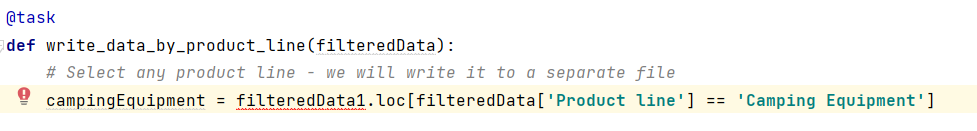 @task
def write_data_by_product_line(filteredData):
# Select any product line - we will write it to a separate file
campingEquipment = filteredData1.loc[filteredData['Product line'] == 'Camping Equipment']